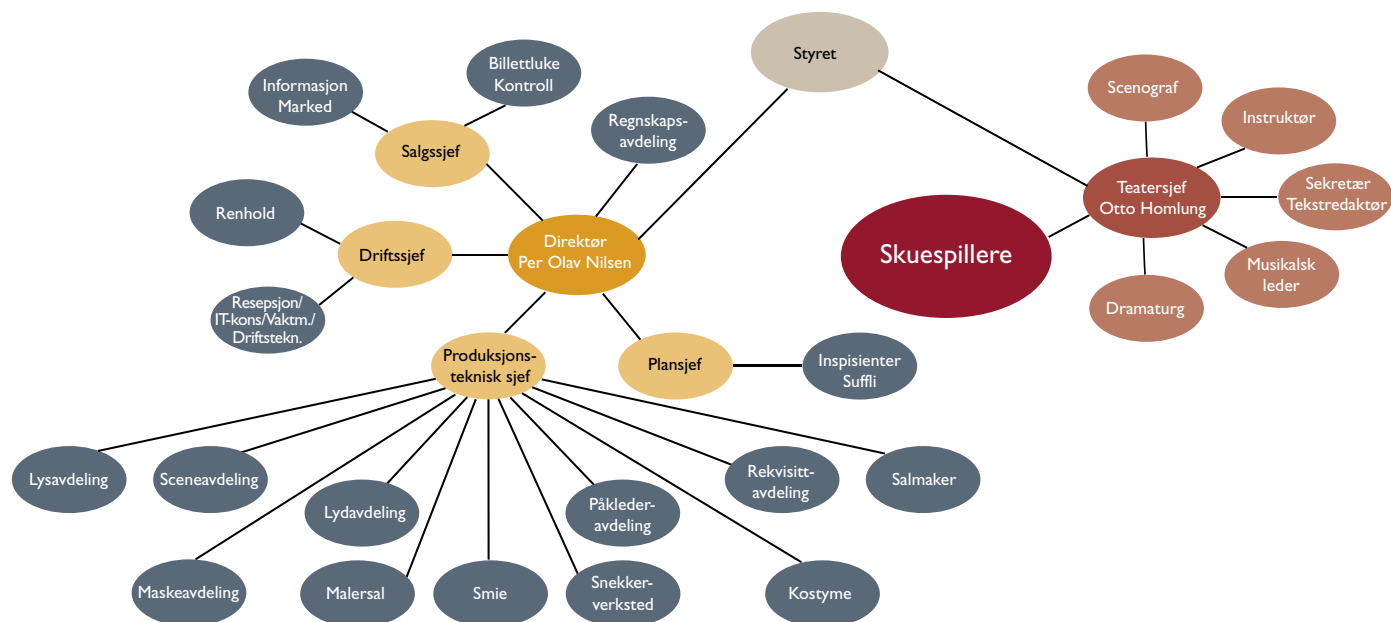 Styret
Billettluke
Kontroll
Informasjon
Marked
Scenograf
Instruktør
Regnskaps-
avdeling
Salgssjef
Teatersjef
Otto Homlung
Sekretær
Tekstredaktør
Renhold
Driftssjef
Direktør
Per Olav Nilsen
Skuespillere
Musikalsk
leder
Resepsjon/
IT-kons/Vaktm./
Driftstekn.
Dramaturg
Produksjons-
teknisk sjef
Plansjef
Inspisienter
Suffli
Lysavdeling
Sceneavdeling
Rekvisitt-
avdeling
Salmaker
Lydavdeling
Påkleder-
avdeling
Maskeavdeling
Malersal
Smie
Snekker-
verksted
Kostyme